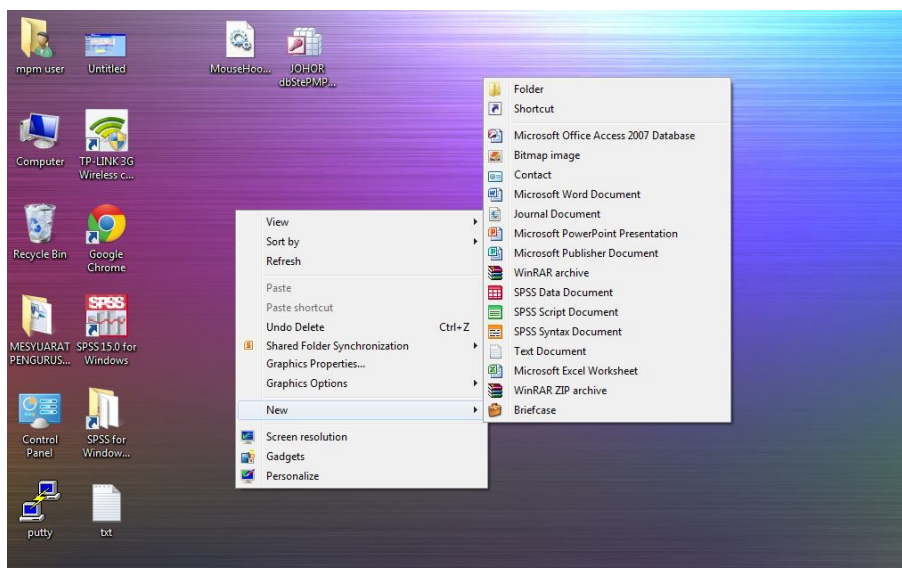 mpm user
Untitled
MouseHoo...
JOHOR
dbStePMP...
Computer
TP-LINK 3G
Wireless c...
Recycle Bin
Google
Chrome
MESYUARAT
PENGURUS...
SPSS
SPSS 15.0 for
Windows
Control
Panel
SPSS for
Window...
putty
txt
View
Sort by
Refresh
Paste
Paste shortcut
Undo Delete Ctrl+Z
Shared Folder Synchronization
Graphics Properties...
Graphics Options
New
Screen resolution
Gadgets
Personalize
Folder
Shortcut
Microsoft Office Access 2007 Database
Bitmap image
Contact
Microsoft Word Document
Journal Document
Microsoft PowerPoint Presentation
Microsoft Publisher Document
WinRAR archive
SPSS Data Document
SPSS Script Document
SPSS Syntax Document
Text Document
Microsoft Excel Worksheet
WinRAR ZIP archive
Briefcase